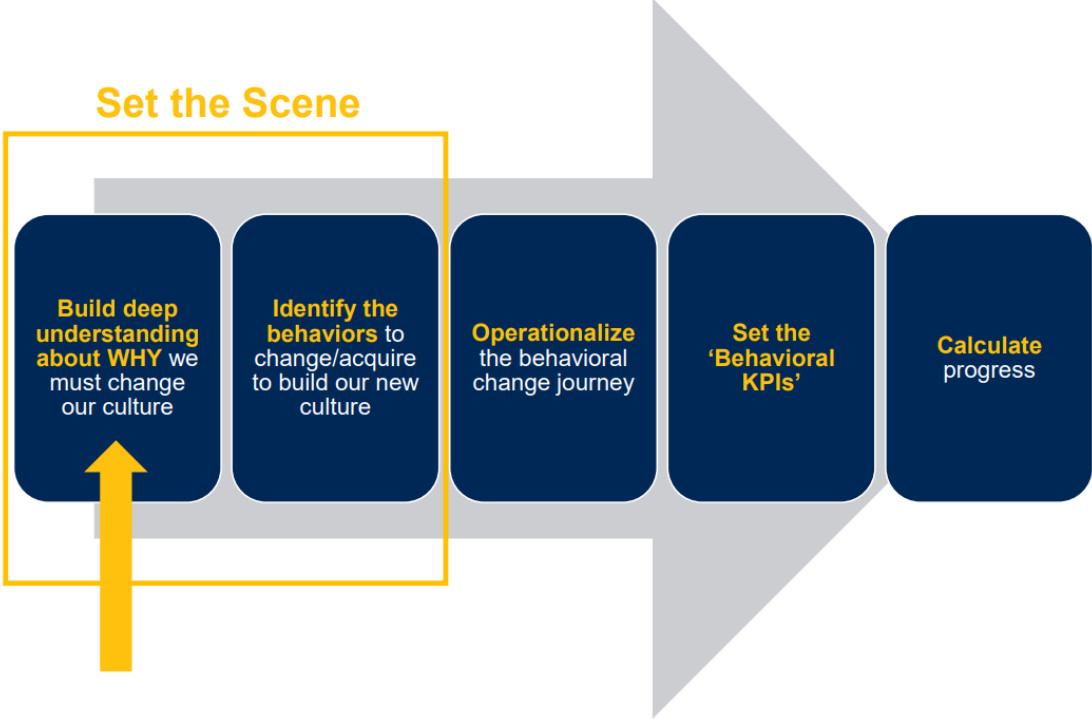 Set the Scene
Build deep
understanding
about WHY we
must change
our culture
Identify the
behaviors to
change/acquire
to build our new
culture
Operationalize
the behavioral
change journey
Set the
‘Behavioral
KPIs’
Calculate
progress